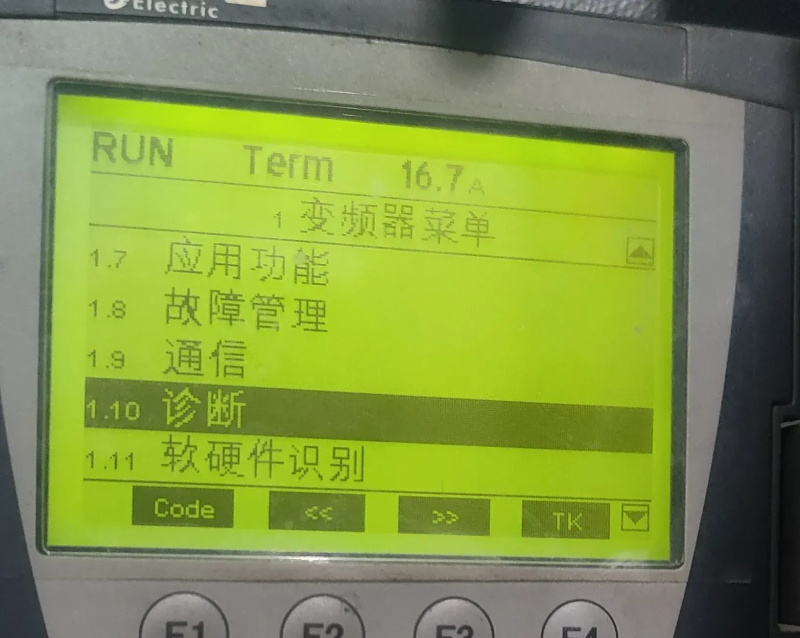 Electric
RUN Term 16.7A
1 变频器菜单
1.7 应用功能
1.8 故障管理
1.9 通信
1.10 诊断
1.11 软硬件识别
Code << >> TK
F1 F2 F3 F4